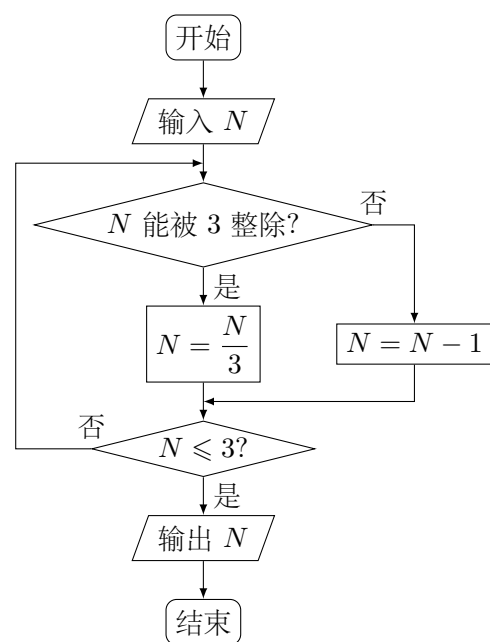 开始
输入 N
N 能被 3 整除?
否
是
N = N/3
N = N − 1
否
N ⩽ 3?
是
输出 N
结束